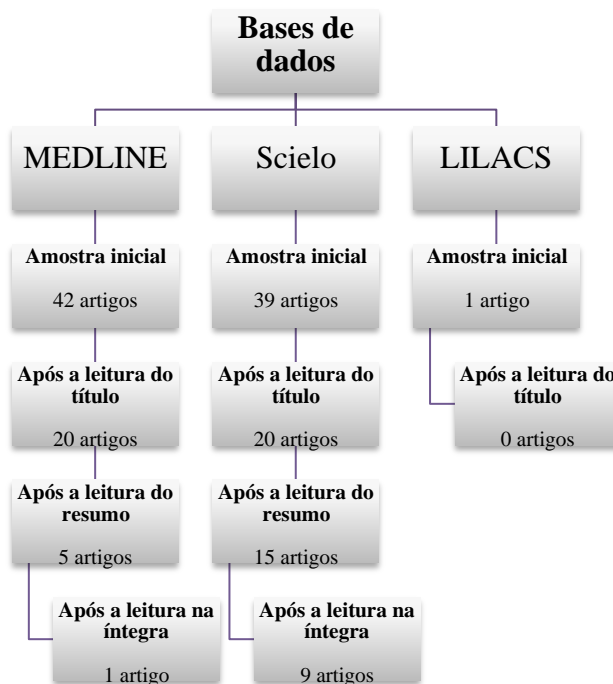 Bases de
dados
MEDLINE
Scielo
LILACS
Amostra inicial
42 artigos
Amostra inicial
39 artigos
Amostra inicial
1 artigo
Após a leitura do
título
20 artigos
Após a leitura do
título
20 artigos
Após a leitura do
título
0 artigos
Após a leitura do
resumo
5 artigos
Após a leitura do
resumo
15 artigos
Após a leitura na
íntegra
1 artigo
Após a leitura na
íntegra
9 artigos